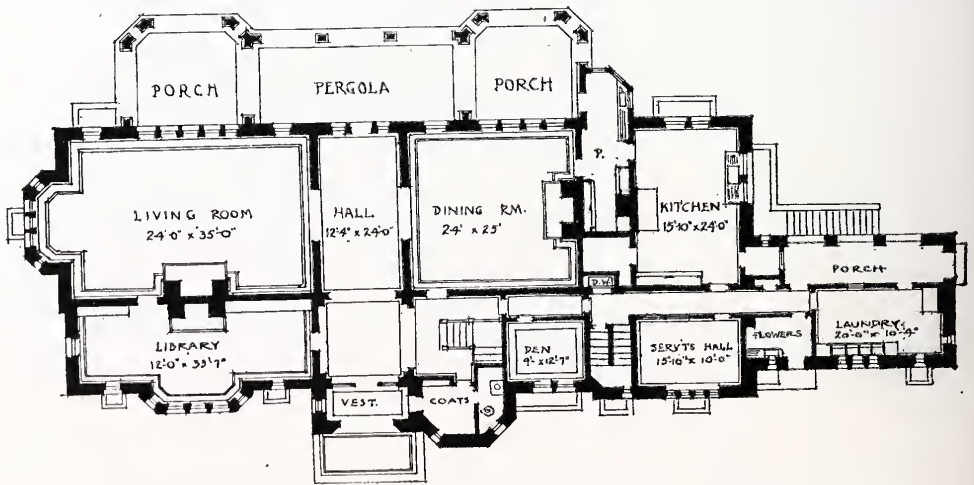 PORCH
PERGOLA
PORCH
P.
LIVING ROOM
24'-0" x 35'-0"
HALL
12'-4" x 24'-0"
DINING RM.
24' x 25'
KITCHEN
15'-10" x 24'-0"
D.W.
PORCH
LIBRARY
12'-0" x 33'-7"
DEN
SERVTS HALL
15'-10" x 10'-0"
FLOWERS
LAUNDRY.
VEST.
COATS